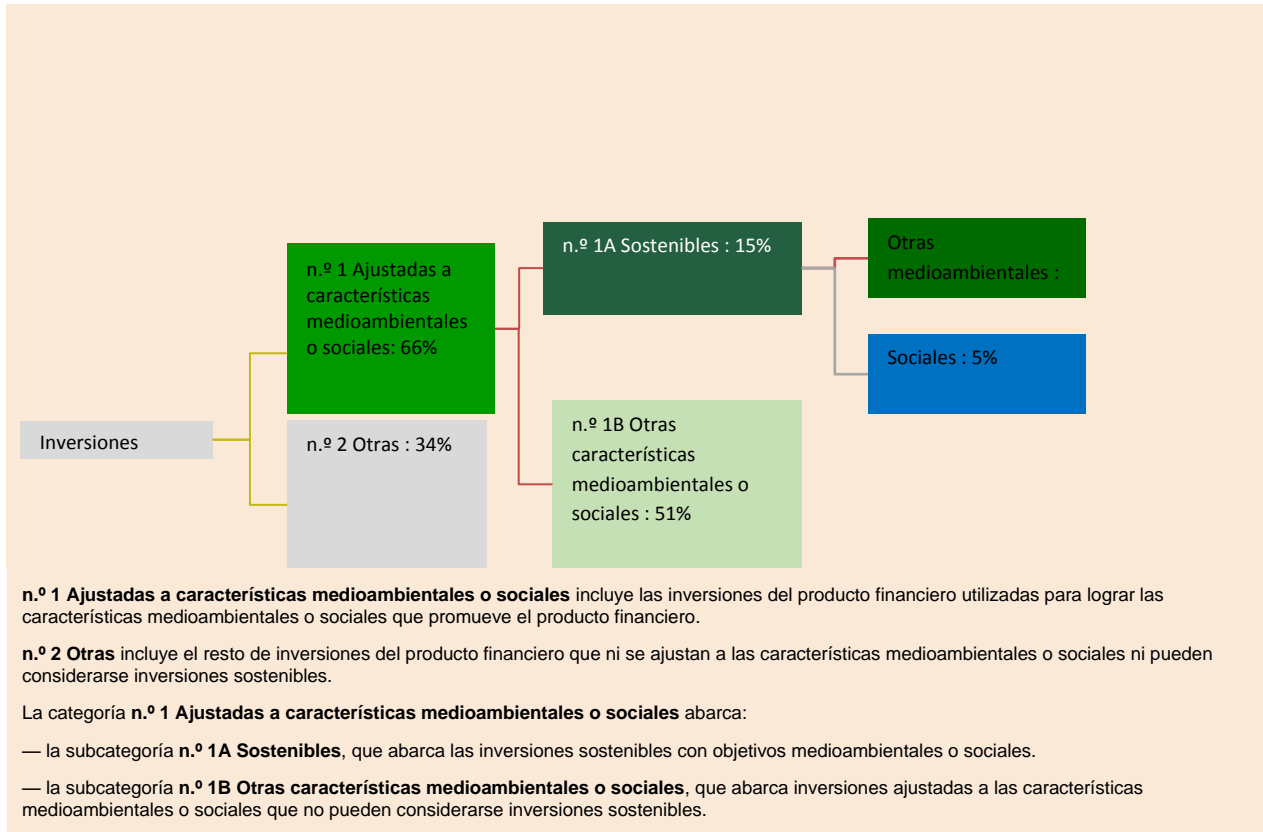 Inversiones
n.º 1 Ajustadas a
características
medioambientales
o sociales: 66%
n.º 2 Otras : 34%
n.º 1A Sostenibles : 15%
n.º 1B Otras
características
medioambientales o
sociales : 51%
Otras
medioambientales :
Sociales : 5%
n.º 1 Ajustadas a características medioambientales o sociales incluye las inversiones del producto financiero utilizadas para lograr las
características medioambientales o sociales que promueve el producto financiero.
n.º 2 Otras incluye el resto de inversiones del producto financiero que ni se ajustan a las características medioambientales o sociales ni pueden
considerarse inversiones sostenibles.
La categoría n.º 1 Ajustadas a características medioambientales o sociales abarca:
— la subcategoría n.º 1A Sostenibles, que abarca las inversiones sostenibles con objetivos medioambientales o sociales.
— la subcategoría n.º 1B Otras características medioambientales o sociales, que abarca inversiones ajustadas a las características
medioambientales o sociales que no pueden considerarse inversiones sostenibles.